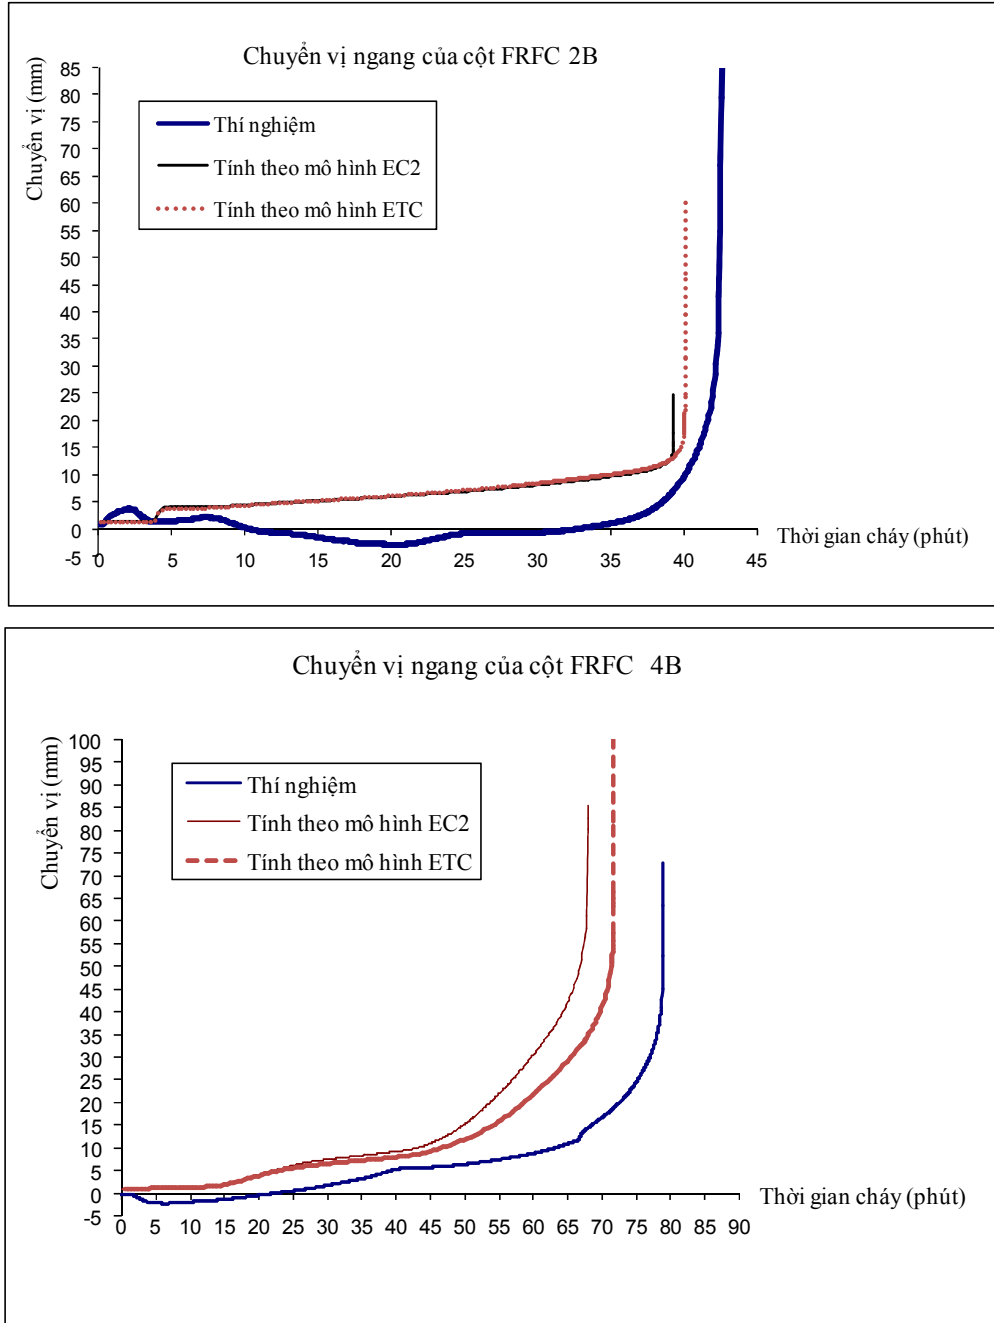 Chuyển vị ngang của cột FRFC 2B
Chuyển vị (mm)
85
80
75
70
65
60
55
50
45
40
35
30
25
20
15
10
5
0
-5
Thí nghiệm
Tính theo mô hình EC2
Tính theo mô hình ETC
0 5 10 15 20 25 30 35 40 45
Thời gian cháy (phút)
Chuyển vị ngang của cột FRFC 4B
Chuyển vị (mm)
100
95
90
85
80
75
70
65
60
55
50
45
40
35
30
25
20
15
10
5
0
-5
Thí nghiệm
Tính theo mô hình EC2
Tính theo mô hình ETC
0 5 10 15 20 25 30 35 40 45 50 55 60 65 70 75 80 85 90
Thời gian cháy (phút)